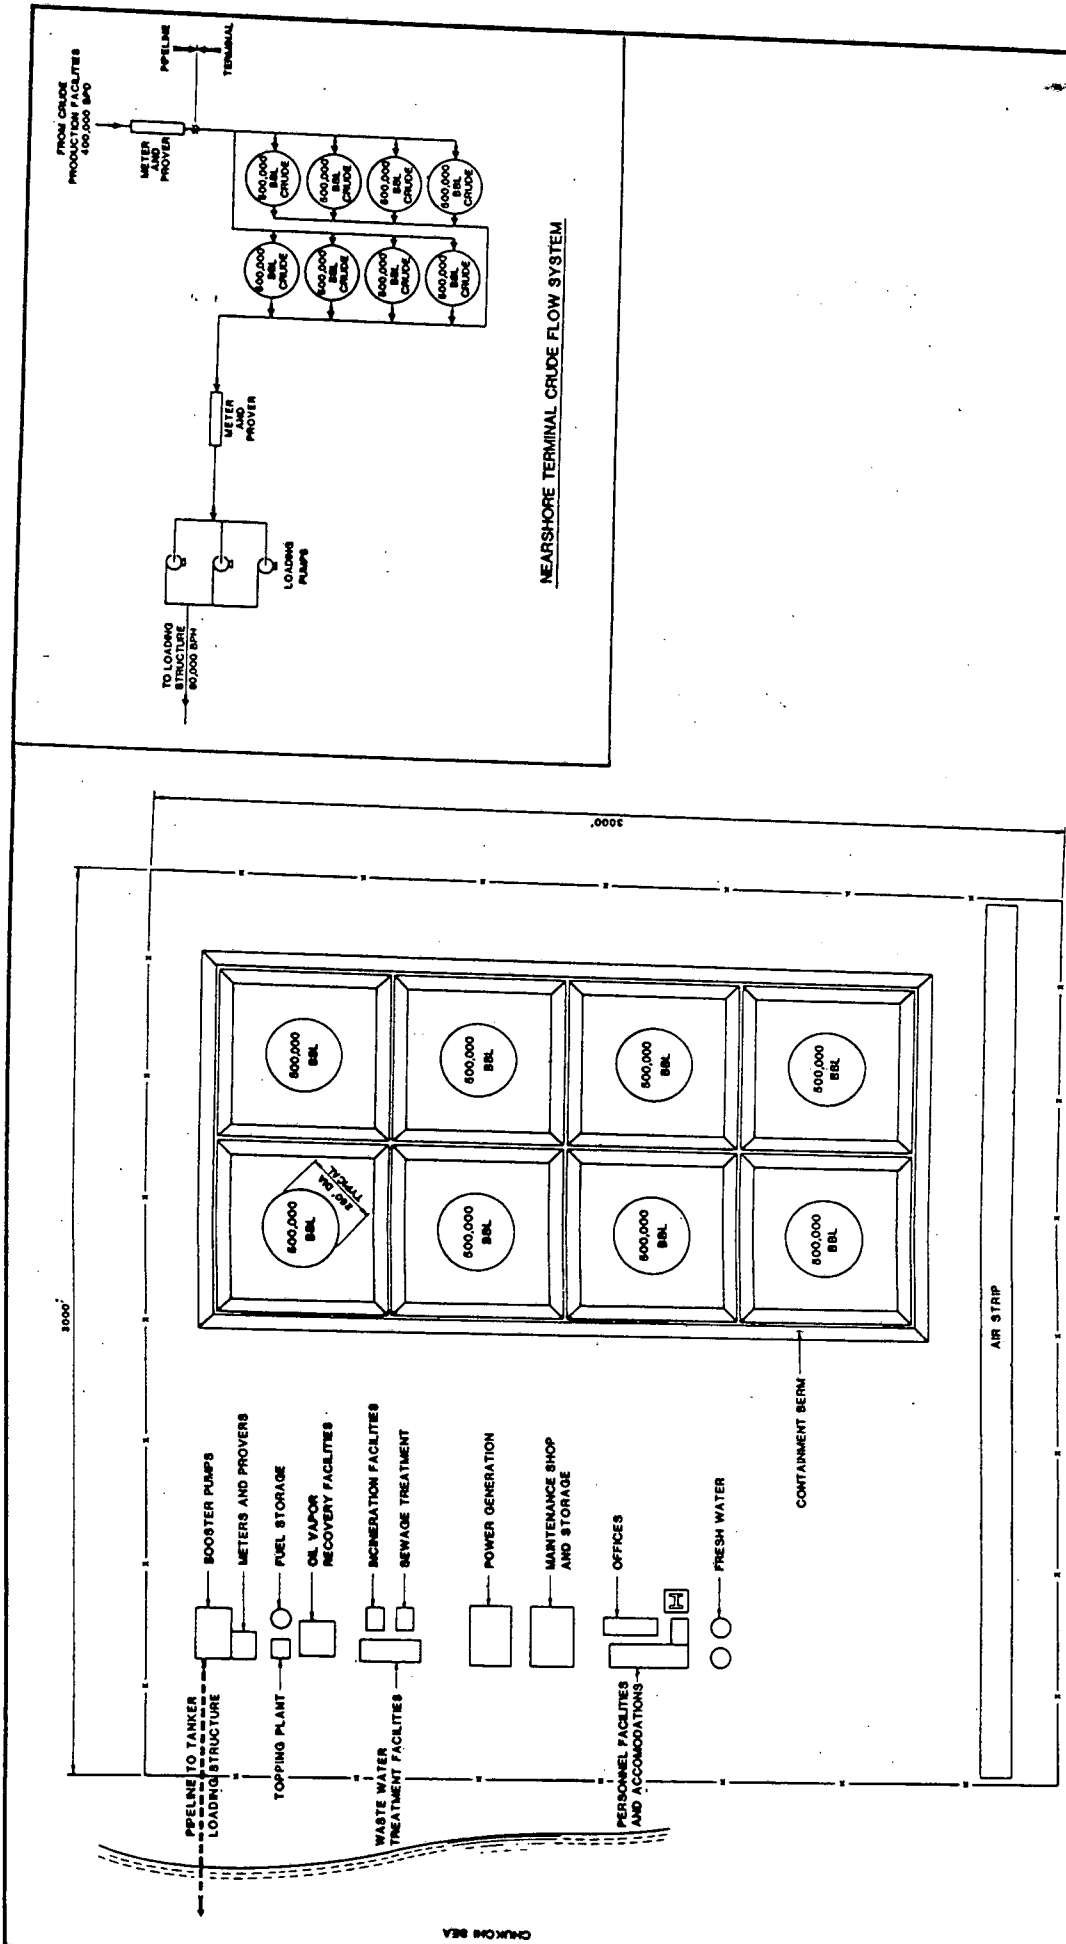 FROM CRUDE
PRODUCTION FACILITIES
400,000 BPD
PIPELINE
TERMINAL
METER
AND
PROVER
500,000
BBL
CRUDE
500,000
BBL
CRUDE
500,000
BBL
CRUDE
500,000
BBL
CRUDE
500,000
BBL
CRUDE
500,000
BBL
CRUDE
500,000
BBL
CRUDE
500,000
BBL
CRUDE
METER
AND
PROVER
LOADING
PUMPS
TO LOADING
STRUCTURE
BPH
NEARSHORE TERMINAL CRUDE FLOW SYSTEM
3000'
3000'
500,000
BBL
500,000
BBL
500,000
BBL
500,000
BBL
500,000
BBL
DIA
TYPICAL
500,000
BBL
500,000
BBL
500,000
BBL
CONTAINMENT BERM
AIR STRIP
BOOSTER PUMPS
METERS AND PROVERS
FUEL STORAGE
OIL VAPOR
RECOVERY FACILITIES
INCINERATION FACILITIES
SEWAGE TREATMENT
POWER GENERATION
MAINTENANCE SHOP
AND STORAGE
OFFICES
H
FRESH WATER
PIPELINE TO TANKER
LOADING STRUCTURE
TOPPING PLANT
WASTE WATER
TREATMENT FACILITIES
PERSONNEL FACILITIES
AND ACCOMODATIONS
CHUKCHI SEA